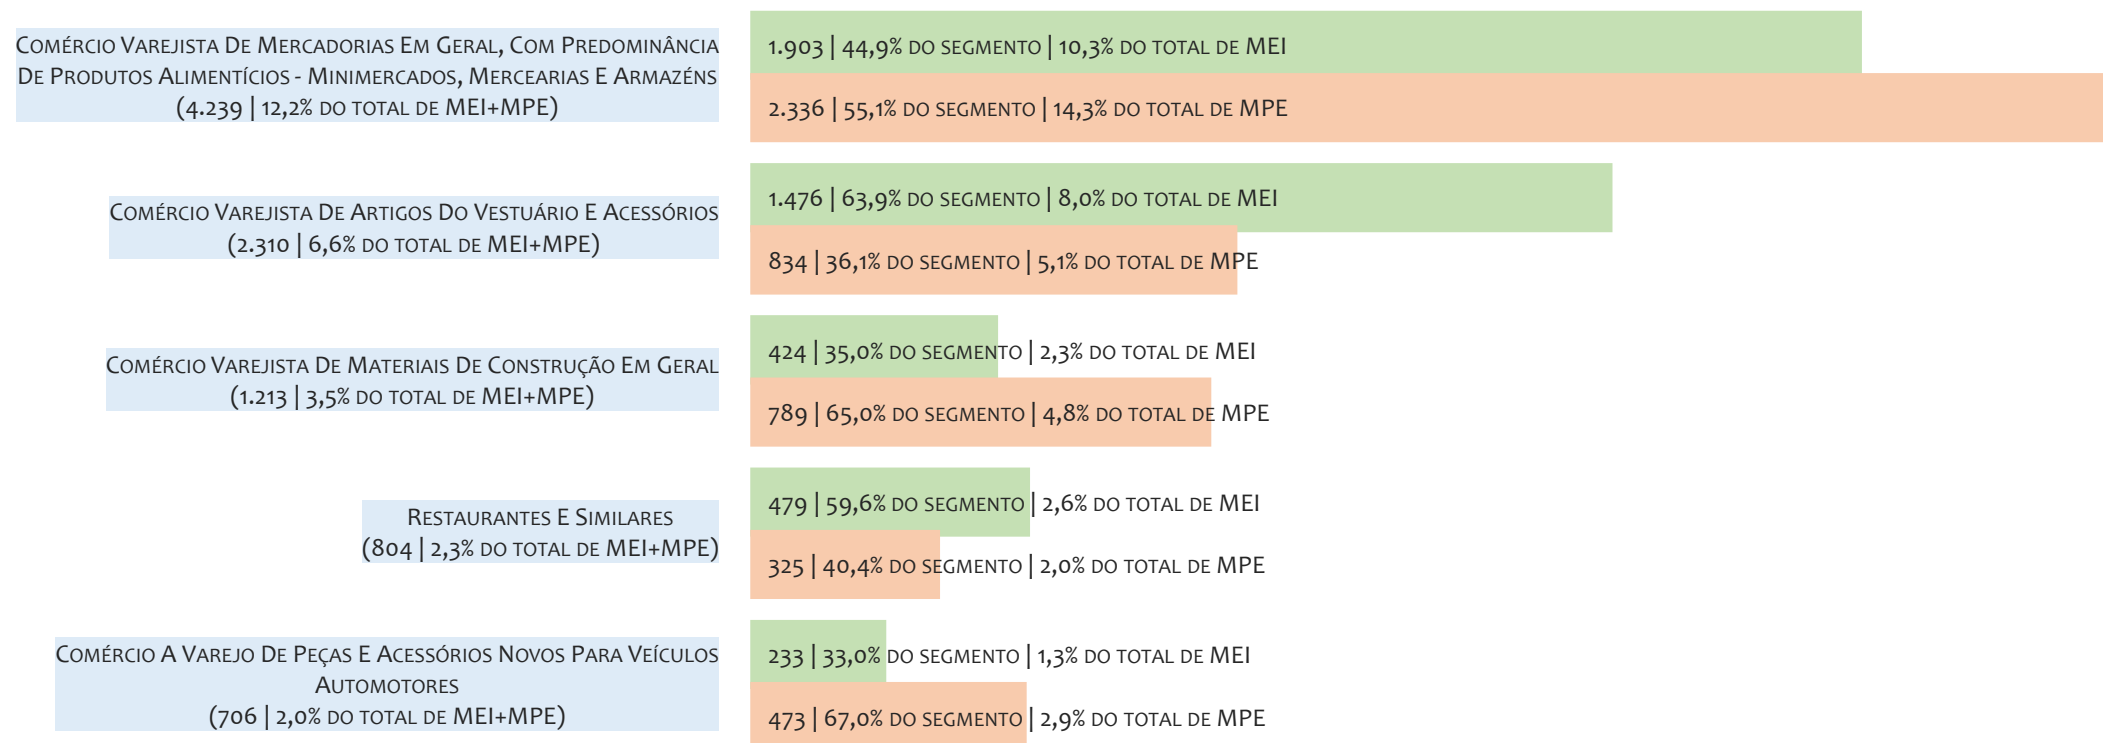 Comércio Varejista De Mercadorias Em Geral, Com Predominância
De Produtos Alimentícios - Minimercados, Mercearias E Armazéns
(4.239 | 12,2% do total de MEI+MPE)
1.903 | 44,9% do segmento | 10,3% do total de MEI
2.336 | 55,1% do segmento | 14,3% do total de MPE
Comércio Varejista De Artigos Do Vestuário E Acessórios
(2.310 | 6,6% do total de MEI+MPE)
1.476 | 63,9% do segmento | 8,0% do total de MEI
834 | 36,1% do segmento | 5,1% do total de MPE
Comércio Varejista De Materiais De Construção Em Geral
(1.213 | 3,5% do total de MEI+MPE)
424 | 35,0% do segmento | 2,3% do total de MEI
789 | 65,0% do segmento | 4,8% do total de MPE
Restaurantes E Similares
(804 | 2,3% do total de MEI+MPE)
479 | 59,6% do segmento | 2,6% do total de MEI
325 | 40,4% do segmento | 2,0% do total de MPE
Comércio A Varejo De Peças E Acessórios Novos Para Veículos
Automotores
(706 | 2,0% do total de MEI+MPE)
233 | 33,0% do segmento | 1,3% do total de MEI
473 | 67,0% do segmento | 2,9% do total de MPE